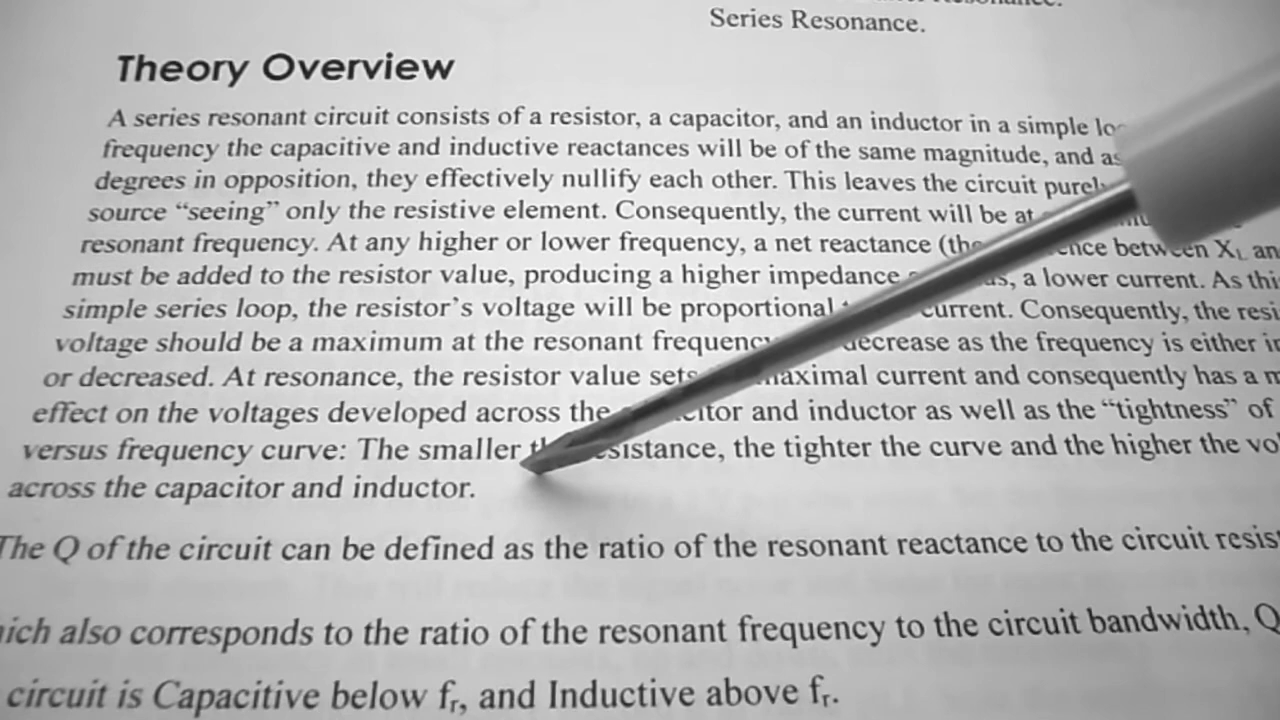 Series Resonance.
Theory Overview
A series resonant circuit consists of a resistor, a capacitor, and an inductor in a simple
frequency the capacitive and inductive reactances will be of the same magnitude, and
degrees in opposition, they effectively nullify each other. This leaves the circuit
source “seeing” only the resistive element. Consequently, the current will be at
resonant frequency. At any higher or lower frequency, a net reactance between XL
must be added to the resistor value, producing a higher impedance a lower current. As
simple series loop, the resistor’s voltage will be proportional current. Consequently, the
voltage should be a maximum at the resonant decrease as the frequency is either
or decreased. At resonance, the resistor value maximal current and consequently has a
effect on the voltages developed across the and inductor as well as the “tightness” of
versus frequency curve: The smaller the tighter the curve and the higher the
across the capacitor and inductor.
The Q of the circuit can be defined as the ratio of the resonant reactance to the circuit
also corresponds to the ratio of the resonant frequency to the circuit bandwidth, Q
circuit is Capacitive below fr, and Inductive above fr.